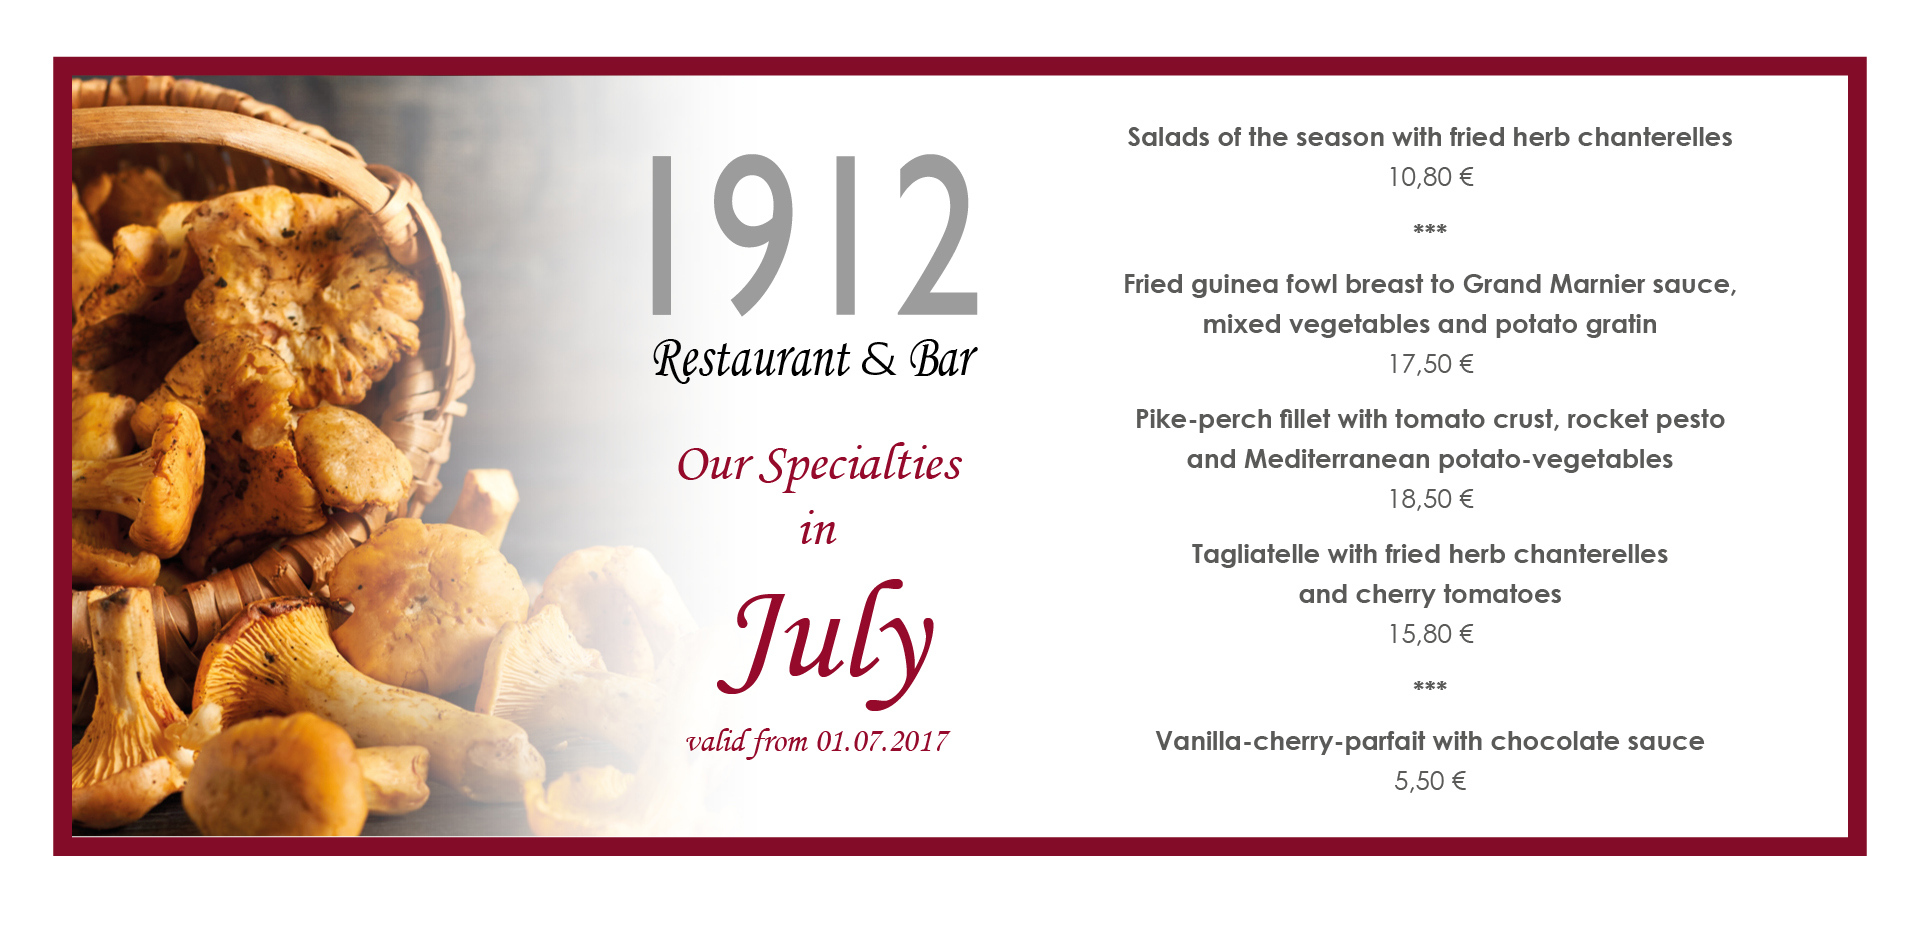 1912
Restaurant & Bar
Our Specialties
in
July
valid from 01.07.2017
Salads of the season with fried herb chanterelles
10,80 €
***
Fried guinea fowl breast to Grand Marnier sauce,
mixed vegetables and potato gratin
17,50 €
Pike-perch fillet with tomato crust, rocket pesto
and Mediterranean potato-vegetables
18,50 €
Tagliatelle with fried herb chanterelles
and cherry tomatoes
15,80 €
***
Vanilla-cherry-parfait with chocolate sauce
5,50 €